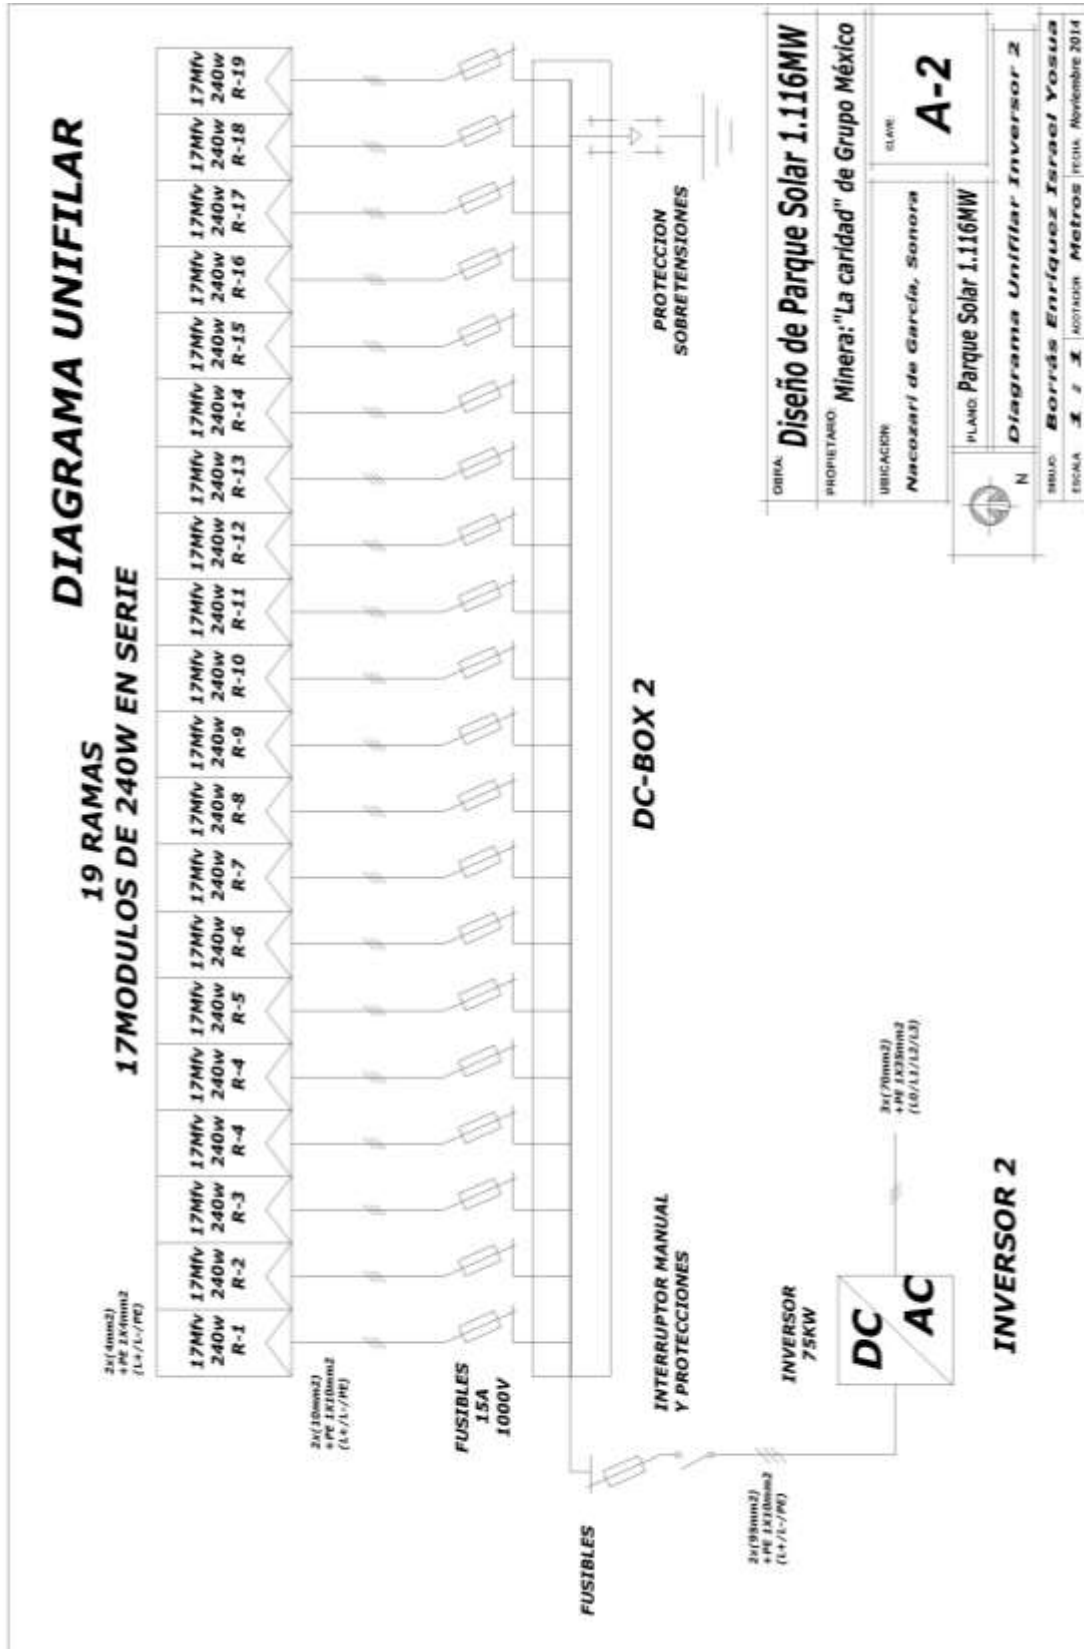 DIAGRAMA UNIFILAR
19 RAMAS
17MODULOS DE 240W EN SERIE
2x(4mm2)
+PE 1X4mm2
(L+/L-/PE)
17Mfv
240w
R-1
17Mfv
240w
R-2
17Mfv
240w
R-3
17Mfv
240w
R-4
17Mfv
240w
R-4
17Mfv
240w
R-5
17Mfv
240w
R-6
17Mfv
240w
R-7
17Mfv
240w
R-8
17Mfv
240w
R-9
17Mfv
240w
R-10
17Mfv
240w
R-11
17Mfv
240w
R-12
17Mfv
240w
R-13
17Mfv
240w
R-14
17Mfv
240w
R-15
17Mfv
240w
R-16
17Mfv
240w
R-17
17Mfv
240w
R-18
17Mfv
240w
R-19
2x(10mm2)
+PE 1X10mm2
(L+/L-/PE)
FUSIBLES
15A
1000V
DC-BOX 2
PROTECCION
SOBRETENSIONES
FUSIBLES
INTERRUPTOR MANUAL
Y PROTECCIONES
2x(95mm2)
+PE 1X10mm2
(L+/L-/PE)
INVERSOR
75KW
DC
AC
3x(70mm2)
+PE 1X35mm2
(L0/L1/L2/L3)
INVERSOR 2
OBRA: Diseño de Parque Solar 1.116MW
PROPIETARIO: Minera:"La caridad" de Grupo México
UBICACION:
Nacozari de García, Sonora
CLAVE:
A-2
PLANO: Parque Solar 1.116MW
N
Diagrama Unifilar Inversor 2
DIBUJO: Borrás Enríquez Israel Yosua
ESCALA 1 / 1 ACOTACION Metros FECHA Noviembre 2014